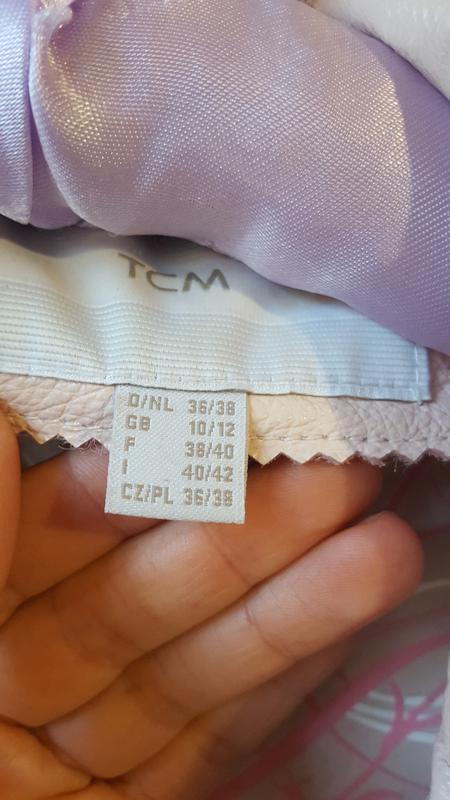 TCM
D/NL 36/38
GB 10/12
F 38/40
I 40/42
CZ/PL 36/38